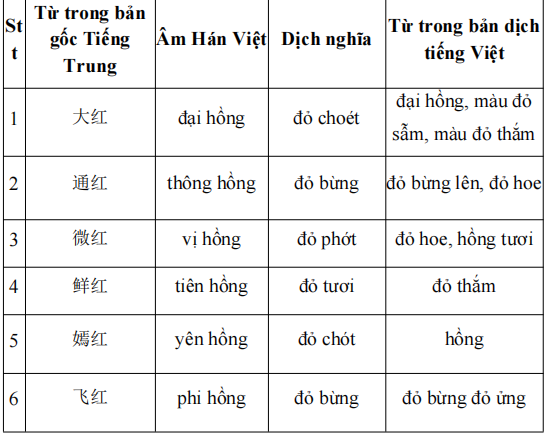 Stt	Từ trong bản gốc Tiếng Trung	Âm Hán Việt	Dịch nghĩa	Từ trong bản dịch tiếng Việt
1	大红	đại hồng	đỏ choét	đại hồng, màu đỏ sẫm, màu đỏ thắm
2	通红	thông hồng	đỏ bừng	đỏ bừng lên, đỏ hoe
3	微红	vị hồng	đỏ phớt	đỏ hoe, hồng tươi
4	鲜红	tiên hồng	đỏ tươi	đỏ thắm
5	嫣红	yên hồng	đỏ chót	hồng
6	飞红	phi hồng	đỏ bừng	đỏ bừng đỏ ửng